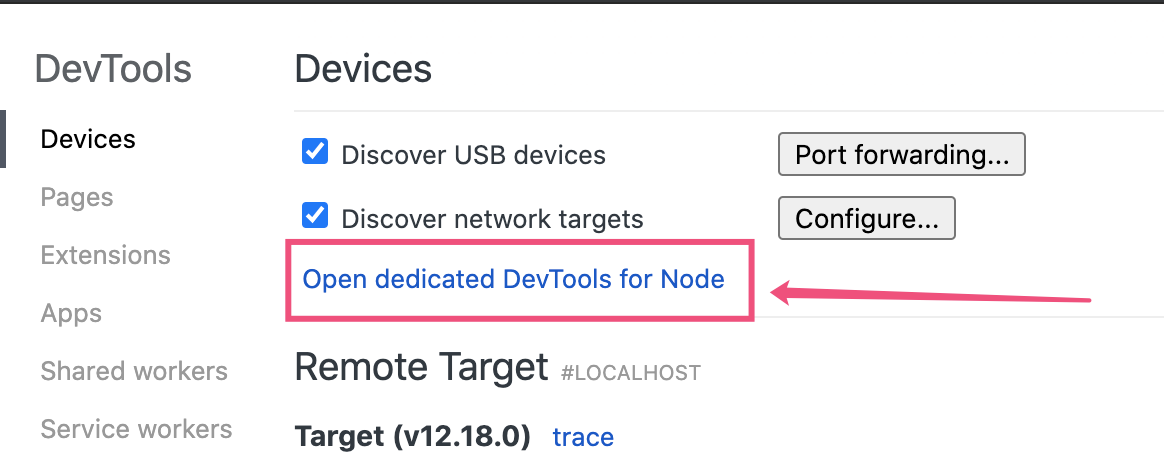 DevTools
Devices
Pages
Extensions
Apps
Shared workers
Service workers
Devices
Discover USB devices
Port forwarding...
Discover network targets
Configure...
Open dedicated DevTools for Node
Remote Target #LOCALHOST
Target (v12.18.0) trace